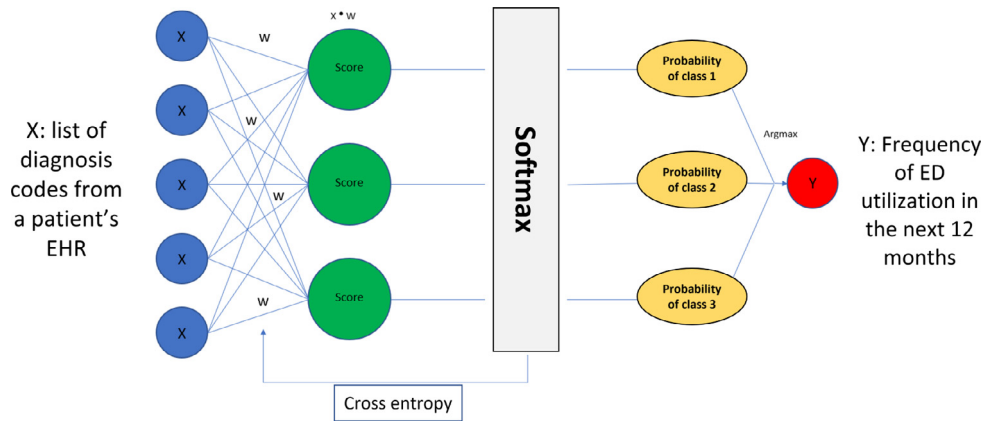 X: list of
diagnosis
codes from
a patient's
EHR
X
X
X
X
X
W
W
W
W
X • W
Score
Score
Score
Softmax
Cross entropy
Probability
of class 1
Probability
of class 2
Probability
of class 3
Argmax
Y
Y: Frequency
of ED
utilization in
the next 12
months